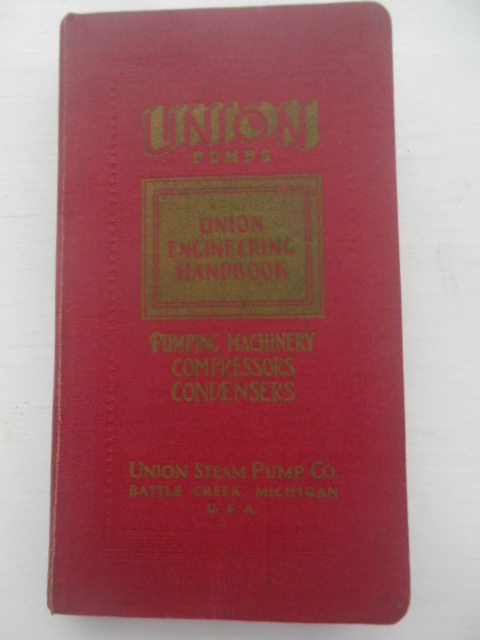 UNION
PUMPS
UNION
ENGINEERING
HANDBOOK
PUMPING MACHINERY
COMPRESSORS
CONDENSERS
UNION STEAM PUMP CO.
BATTLE CREEK, MICHIGAN
U. S. A.